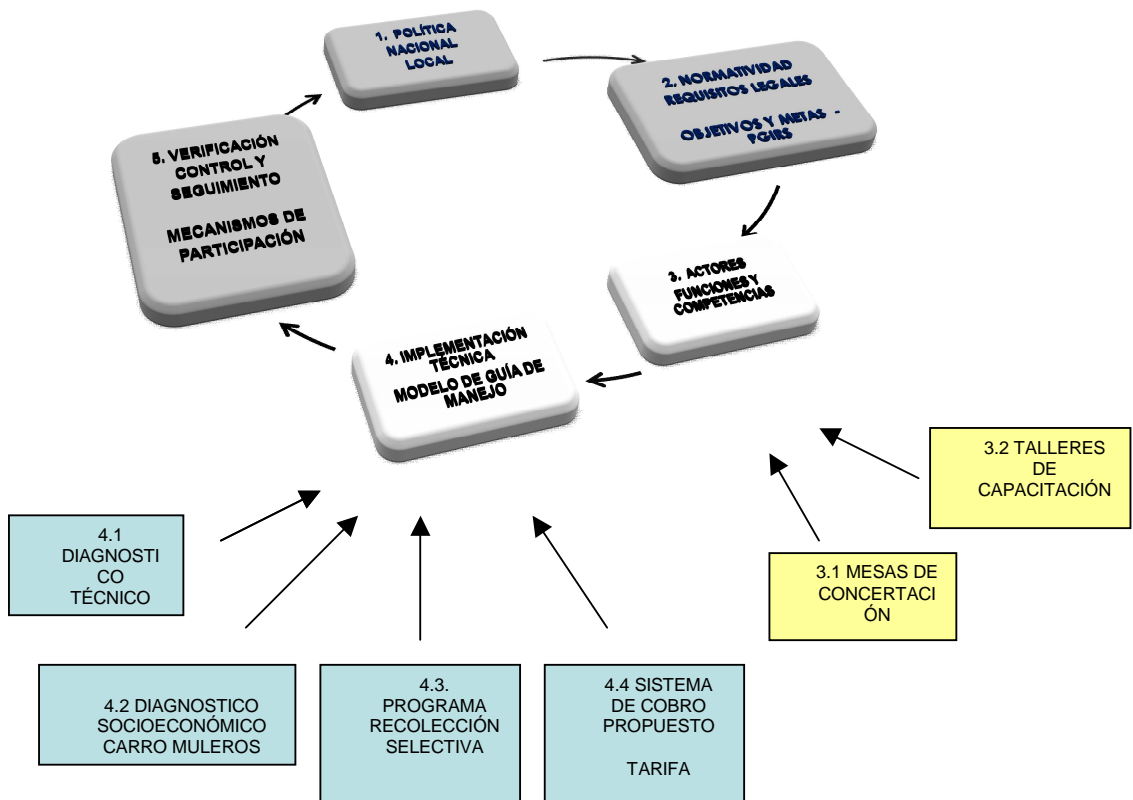 1. POLÍTICA
NACIONAL
LOCAL
2. NORMATIVIDAD
REQUISITOS LEGALES
OBJETIVOS Y METAS -
PGIRS
3. ACTORES
FUNCIONES Y
COMPETENCIAS
4. IMPLEMENTACIÓN
TÉCNICA
MODELO DE GUÍA DE
MANEJO
5. VERIFICACIÓN
CONTROL Y
SEGUIMIENTO
MECANISMOS DE
PARTICIPACIÓN
3.2 TALLERES
DE
CAPACITACIÓN
3.1 MESAS DE
CONCERTACI
ÓN
4.1
DIAGNOSTI
CO
TÉCNICO
4.2 DIAGNOSTICO
SOCIOECONÓMICO
CARRO MULEROS
4.3.
PROGRAMA
RECOLECCIÓN
SELECTIVA
4.4 SISTEMA
DE COBRO
PROPUESTO
TARIFA